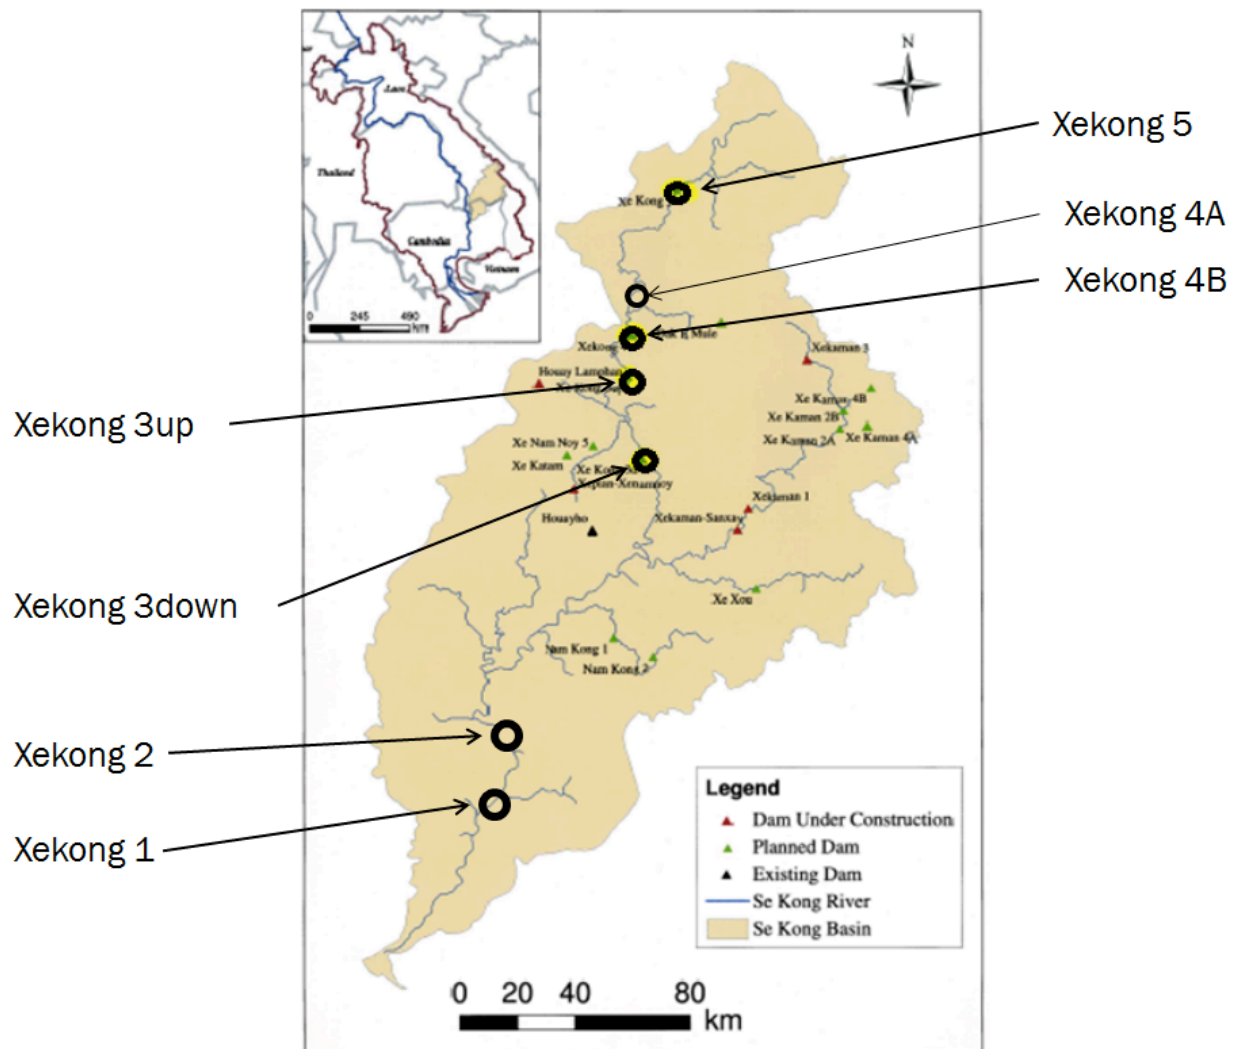 N
Laos
Thailand
Cambodia
Vietnam
0 245 490
km
Xekong 5
Xekong 4A
Xekong 4B
Xe Kong
Xekong
Mule
Xekaman 3
Houay Lamphan
Xe Kaman 4B
Xe Kaman 2B
Xe Kaman 2A
Xe Kaman 4A
Xekong 3up
Xe Nam Noy 5
Xe Katam
Xepian-Xenamnoy
Xekaman 1
Houayho
Xekaman-Sanxay
Xekong 3down
Xe Xou
Nam Kong 1
Nam Kong 2
Xekong 2
Xekong 1
Legend
Dam Under Construction
Planned Dam
Existing Dam
Se Kong River
Se Kong Basin
0 20 40 80
km